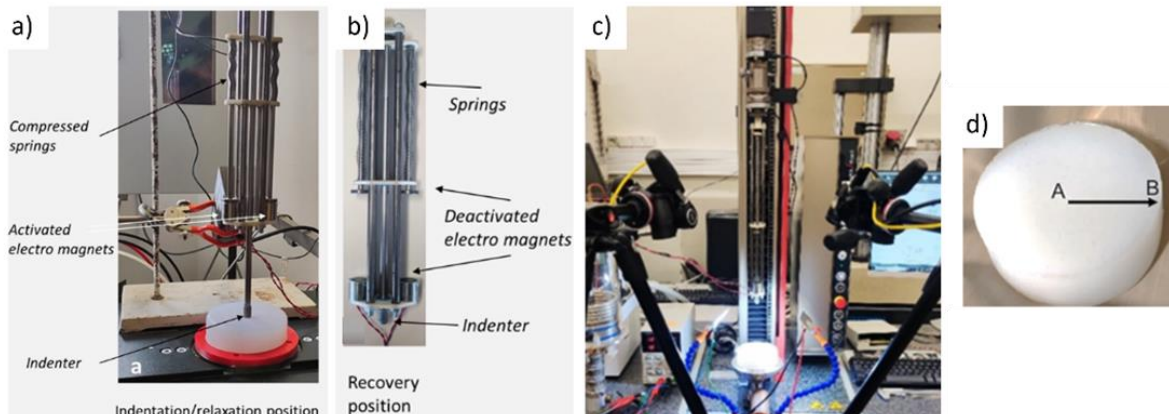 a)
Compressed
springs
Activated
electro magnets
Indenter
a
Indentation/relaxation position
b)
Springs
Deactivated
electro magnets
Indenter
Recovery
position
c)
d)
A
B